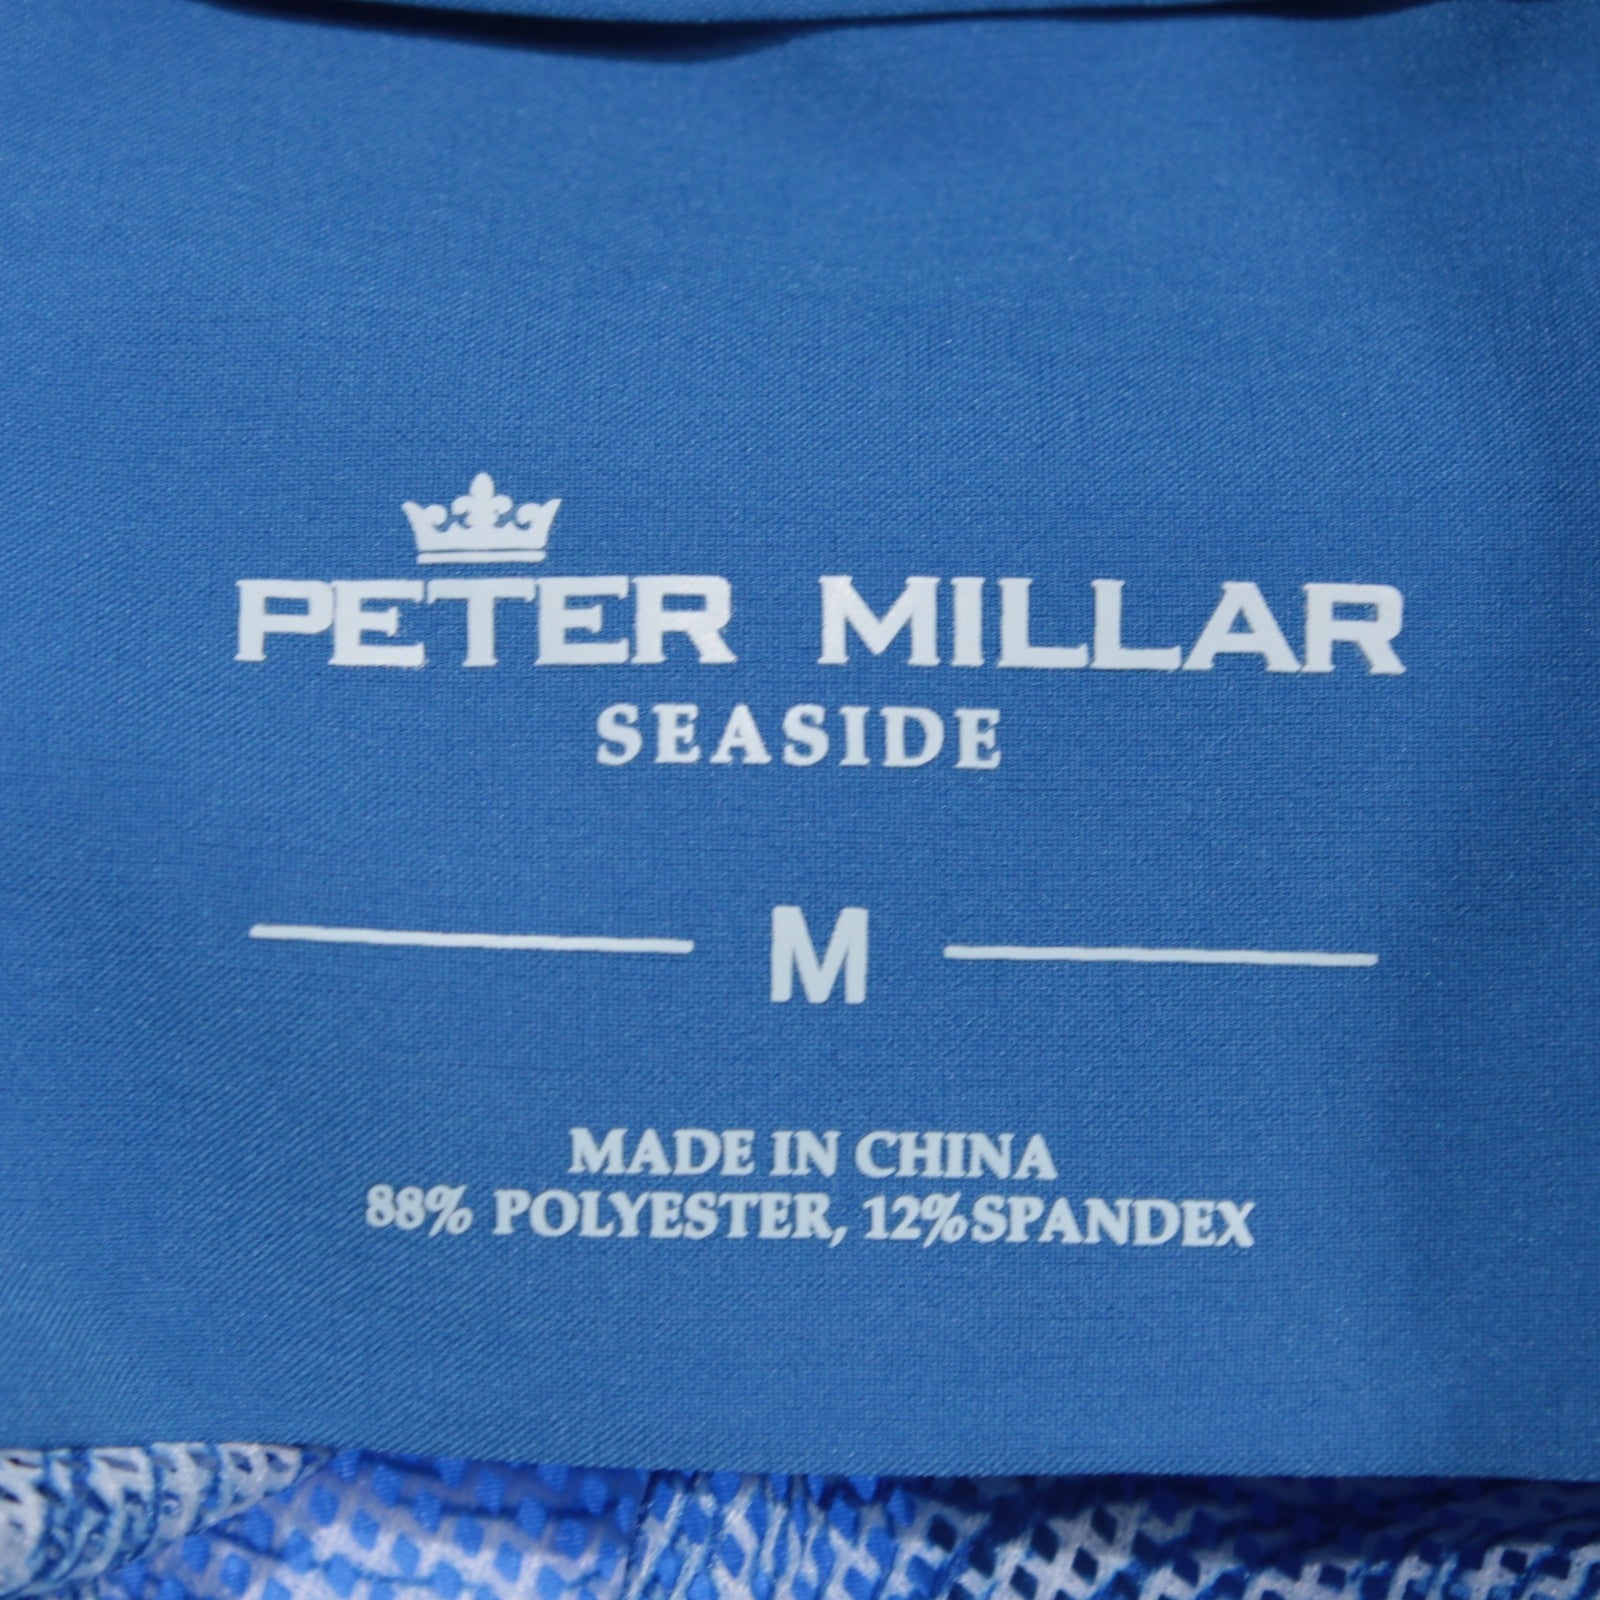 PETER MILLAR
SEASIDE
M
MADE IN CHINA
88% POLYESTER, 12%SPANDEX